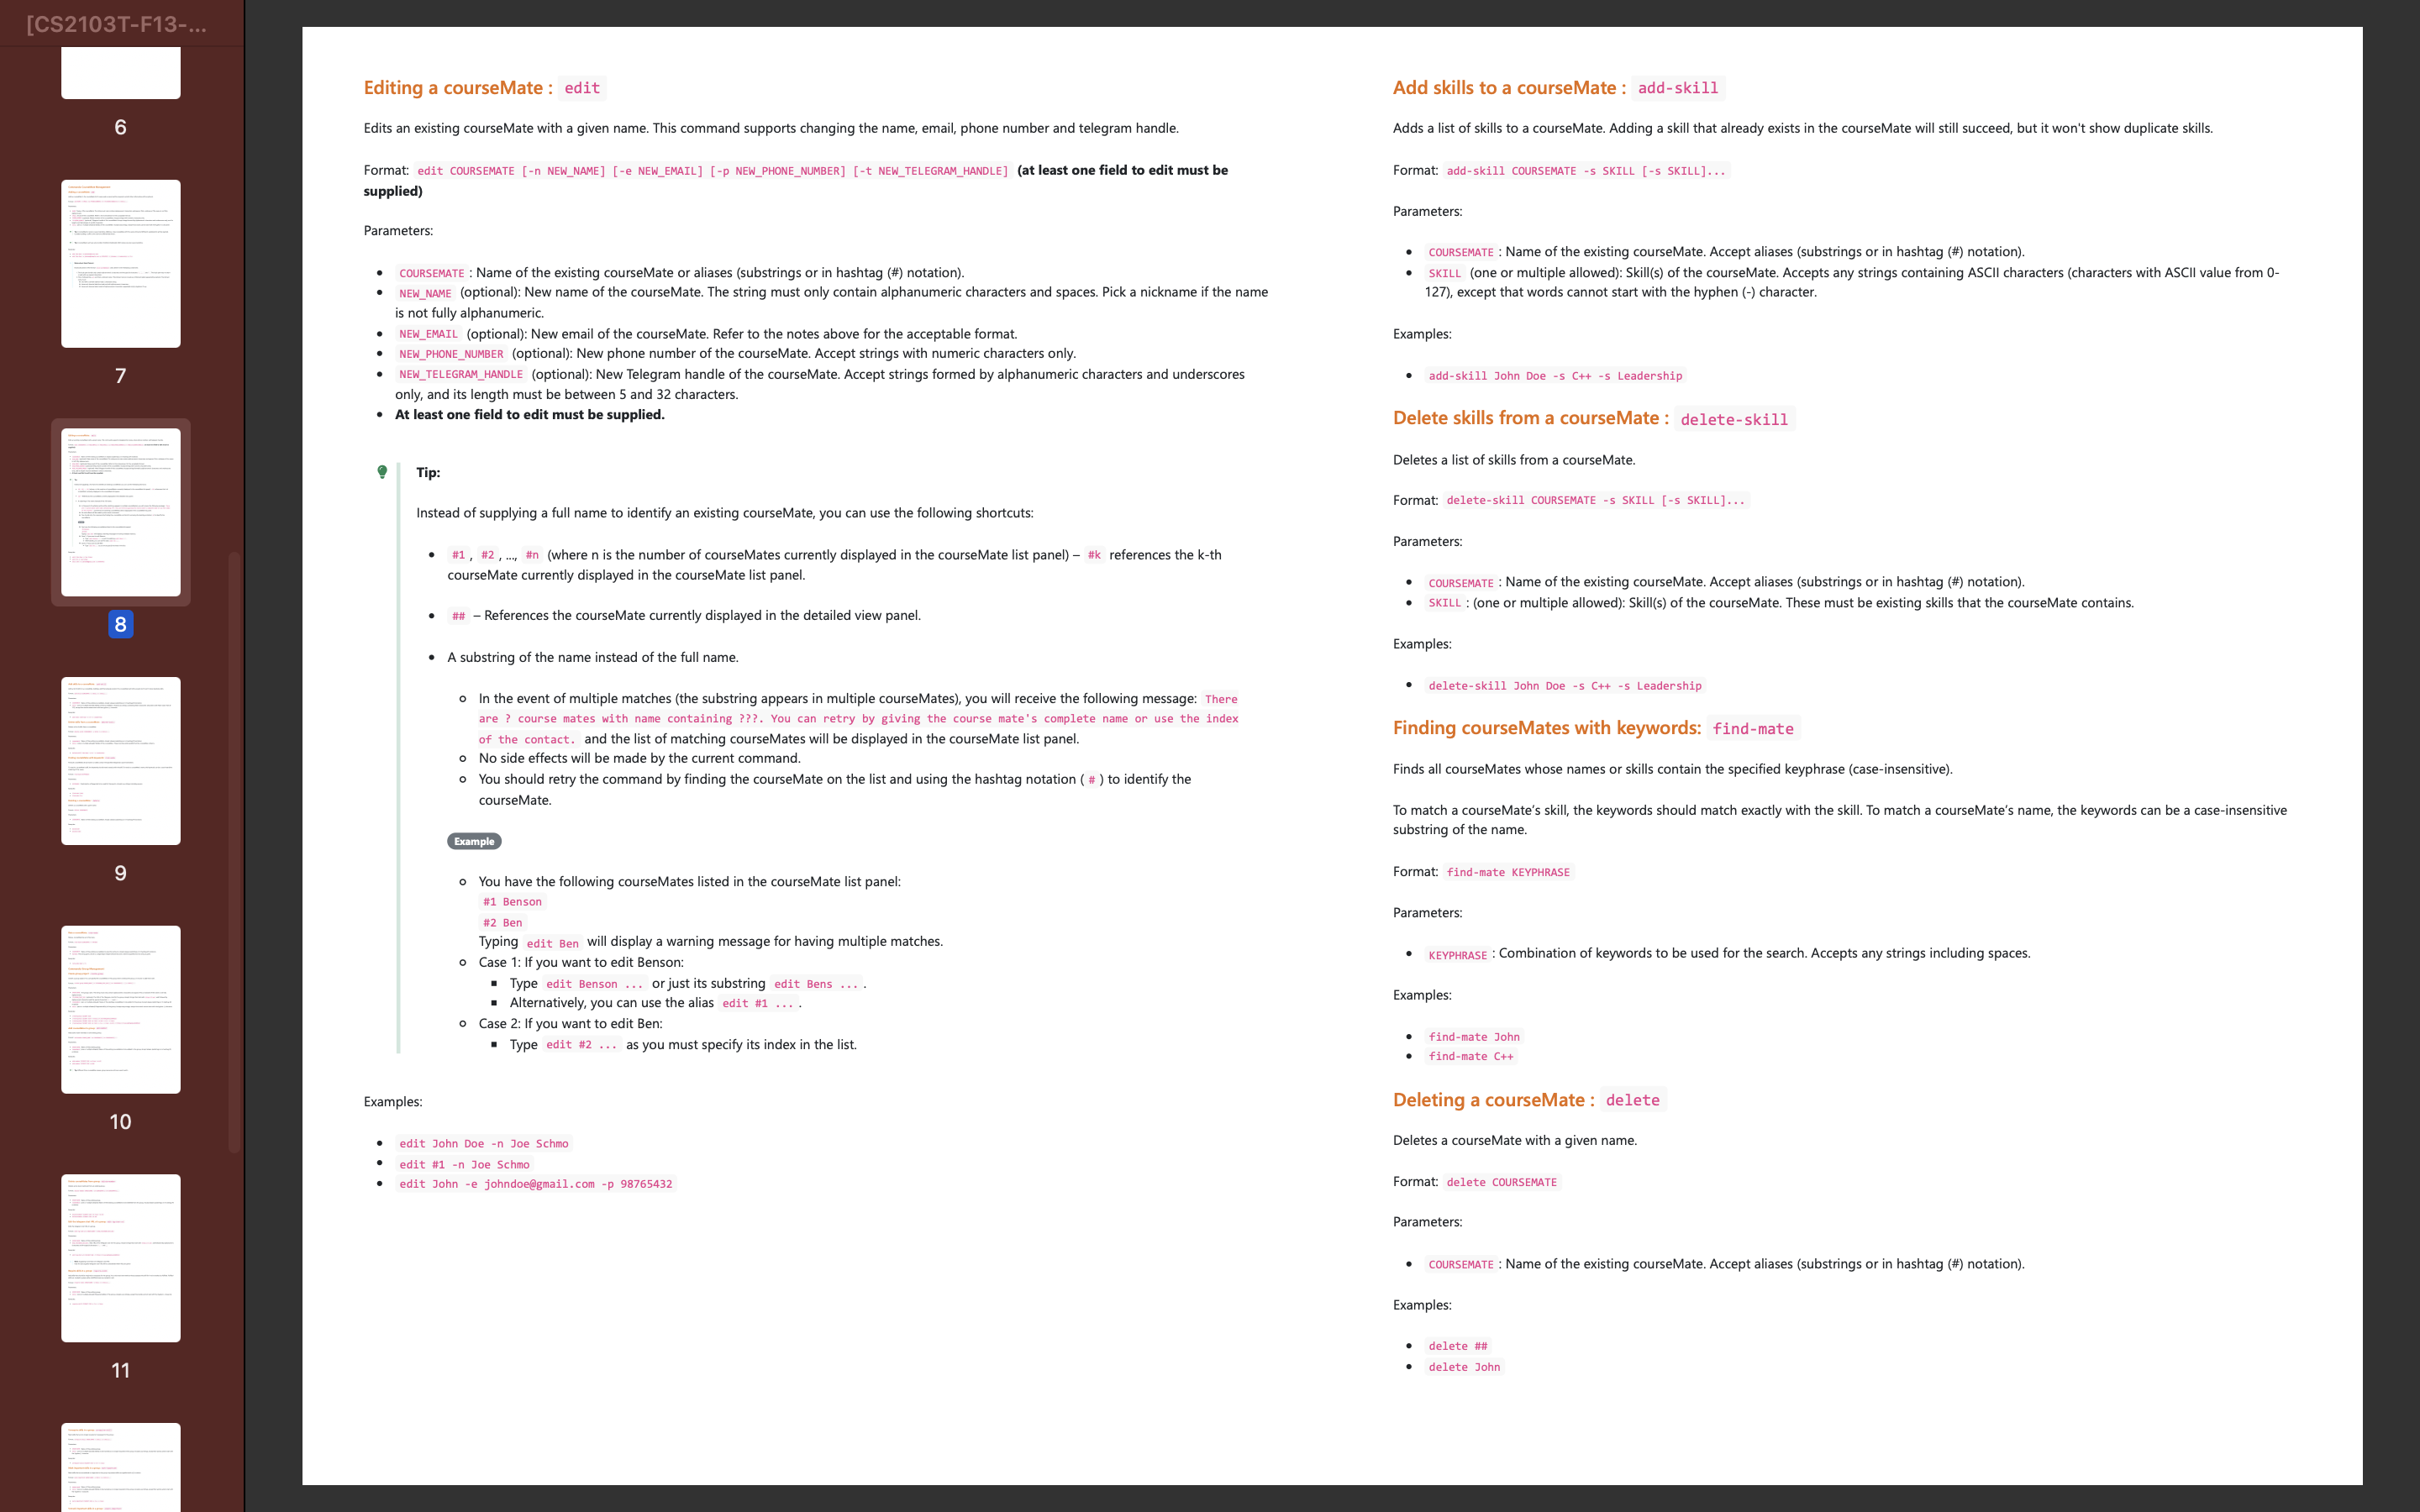 [CS2103T-F13-...
6
7
8
9
10
11
Editing a courseMate : edit
Edits an existing courseMate with a given name. This command supports changing the name, email, phone number and telegram handle.
Format: edit COURSEMATE [-n NEW_NAME] [-e NEW_EMAIL] [-p NEW_PHONE_NUMBER] [-t NEW_TELEGRAM_HANDLE] (at least one field to edit must be
supplied)
Parameters:
• COURSEMATE : Name of the existing courseMate or aliases (substrings or in hashtag (#) notation).
• NEW_NAME (optional): New name of the courseMate. The string must only contain alphanumeric characters and spaces. Pick a nickname if the name
is not fully alphanumeric.
• NEW_EMAIL (optional): New email of the courseMate. Refer to the notes above for the acceptable format.
• NEW_PHONE_NUMBER (optional): New phone number of the courseMate. Accept strings with numeric characters only.
• NEW_TELEGRAM_HANDLE (optional): New Telegram handle of the courseMate. Accept strings formed by alphanumeric characters and underscores
only, and its length must be between 5 and 32 characters.
• At least one field to edit must be supplied.
Tip:
Instead of supplying a full name to identify an existing courseMate, you can use the following shortcuts:
• #1 , #2 , ..., #n (where n is the number of courseMates currently displayed in the courseMate list panel) – #k references the k-th
courseMate currently displayed in the courseMate list panel.
• ## – References the courseMate currently displayed in the detailed view panel.
• A substring of the name instead of the full name.
○ In the event of multiple matches (the substring appears in multiple courseMates), you will receive the following message: There
are ? course mates with name containing ???. You can retry by giving the course mate's complete name or use the index
of the contact. and the list of matching courseMates will be displayed in the courseMate list panel.
○ No side effects will be made by the current command.
○ You should retry the command by finding the courseMate on the list and using the hashtag notation ( # ) to identify the
courseMate.
Example
○ You have the following courseMates listed in the courseMate list panel:
#1 Benson
#2 Ben
Typing edit Ben will display a warning message for having multiple matches.
○ Case 1: If you want to edit Benson:
▪ Type edit Benson ... or just its substring edit Bens ... .
▪ Alternatively, you can use the alias edit #1 ... .
○ Case 2: If you want to edit Ben:
▪ Type edit #2 ... as you must specify its index in the list.
Examples:
• edit John Doe -n Joe Schmo
• edit #1 -n Joe Schmo
• edit John -e johndoe@gmail.com -p 98765432
Add skills to a courseMate : add-skill
Adds a list of skills to a courseMate. Adding a skill that already exists in the courseMate will still succeed, but it won't show duplicate skills.
Format: add-skill COURSEMATE -s SKILL [-s SKILL]...
Parameters:
• COURSEMATE : Name of the existing courseMate. Accept aliases (substrings or in hashtag (#) notation).
• SKILL (one or multiple allowed): Skill(s) of the courseMate. Accepts any strings containing ASCII characters (characters with ASCII value from 0-
127), except that words cannot start with the hyphen (-) character.
Examples:
• add-skill John Doe -s C++ -s Leadership
Delete skills from a courseMate : delete-skill
Deletes a list of skills from a courseMate.
Format: delete-skill COURSEMATE -s SKILL [-s SKILL]...
Parameters:
• COURSEMATE : Name of the existing courseMate. Accept aliases (substrings or in hashtag (#) notation).
• SKILL : (one or multiple allowed): Skill(s) of the courseMate. These must be existing skills that the courseMate contains.
Examples:
• delete-skill John Doe -s C++ -s Leadership
Finding courseMates with keywords: find-mate
Finds all courseMates whose names or skills contain the specified keyphrase (case-insensitive).
To match a courseMate's skill, the keywords should match exactly with the skill. To match a courseMate's name, the keywords can be a case-insensitive
substring of the name.
Format: find-mate KEYPHRASE
Parameters:
• KEYPHRASE : Combination of keywords to be used for the search. Accepts any strings including spaces.
Examples:
• find-mate John
• find-mate C++
Deleting a courseMate : delete
Deletes a courseMate with a given name.
Format: delete COURSEMATE
Parameters:
• COURSEMATE : Name of the existing courseMate. Accept aliases (substrings or in hashtag (#) notation).
Examples:
• delete ##
• delete John